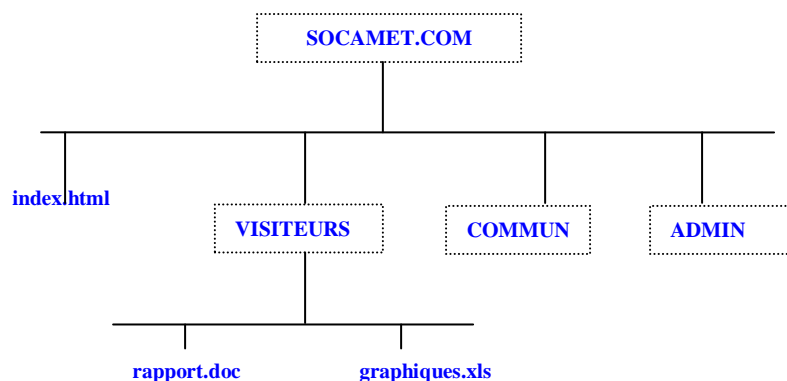 SOCAMET.COM
index.html
VISITEURS
COMMUN
ADMIN
rapport.doc
graphiques.xls